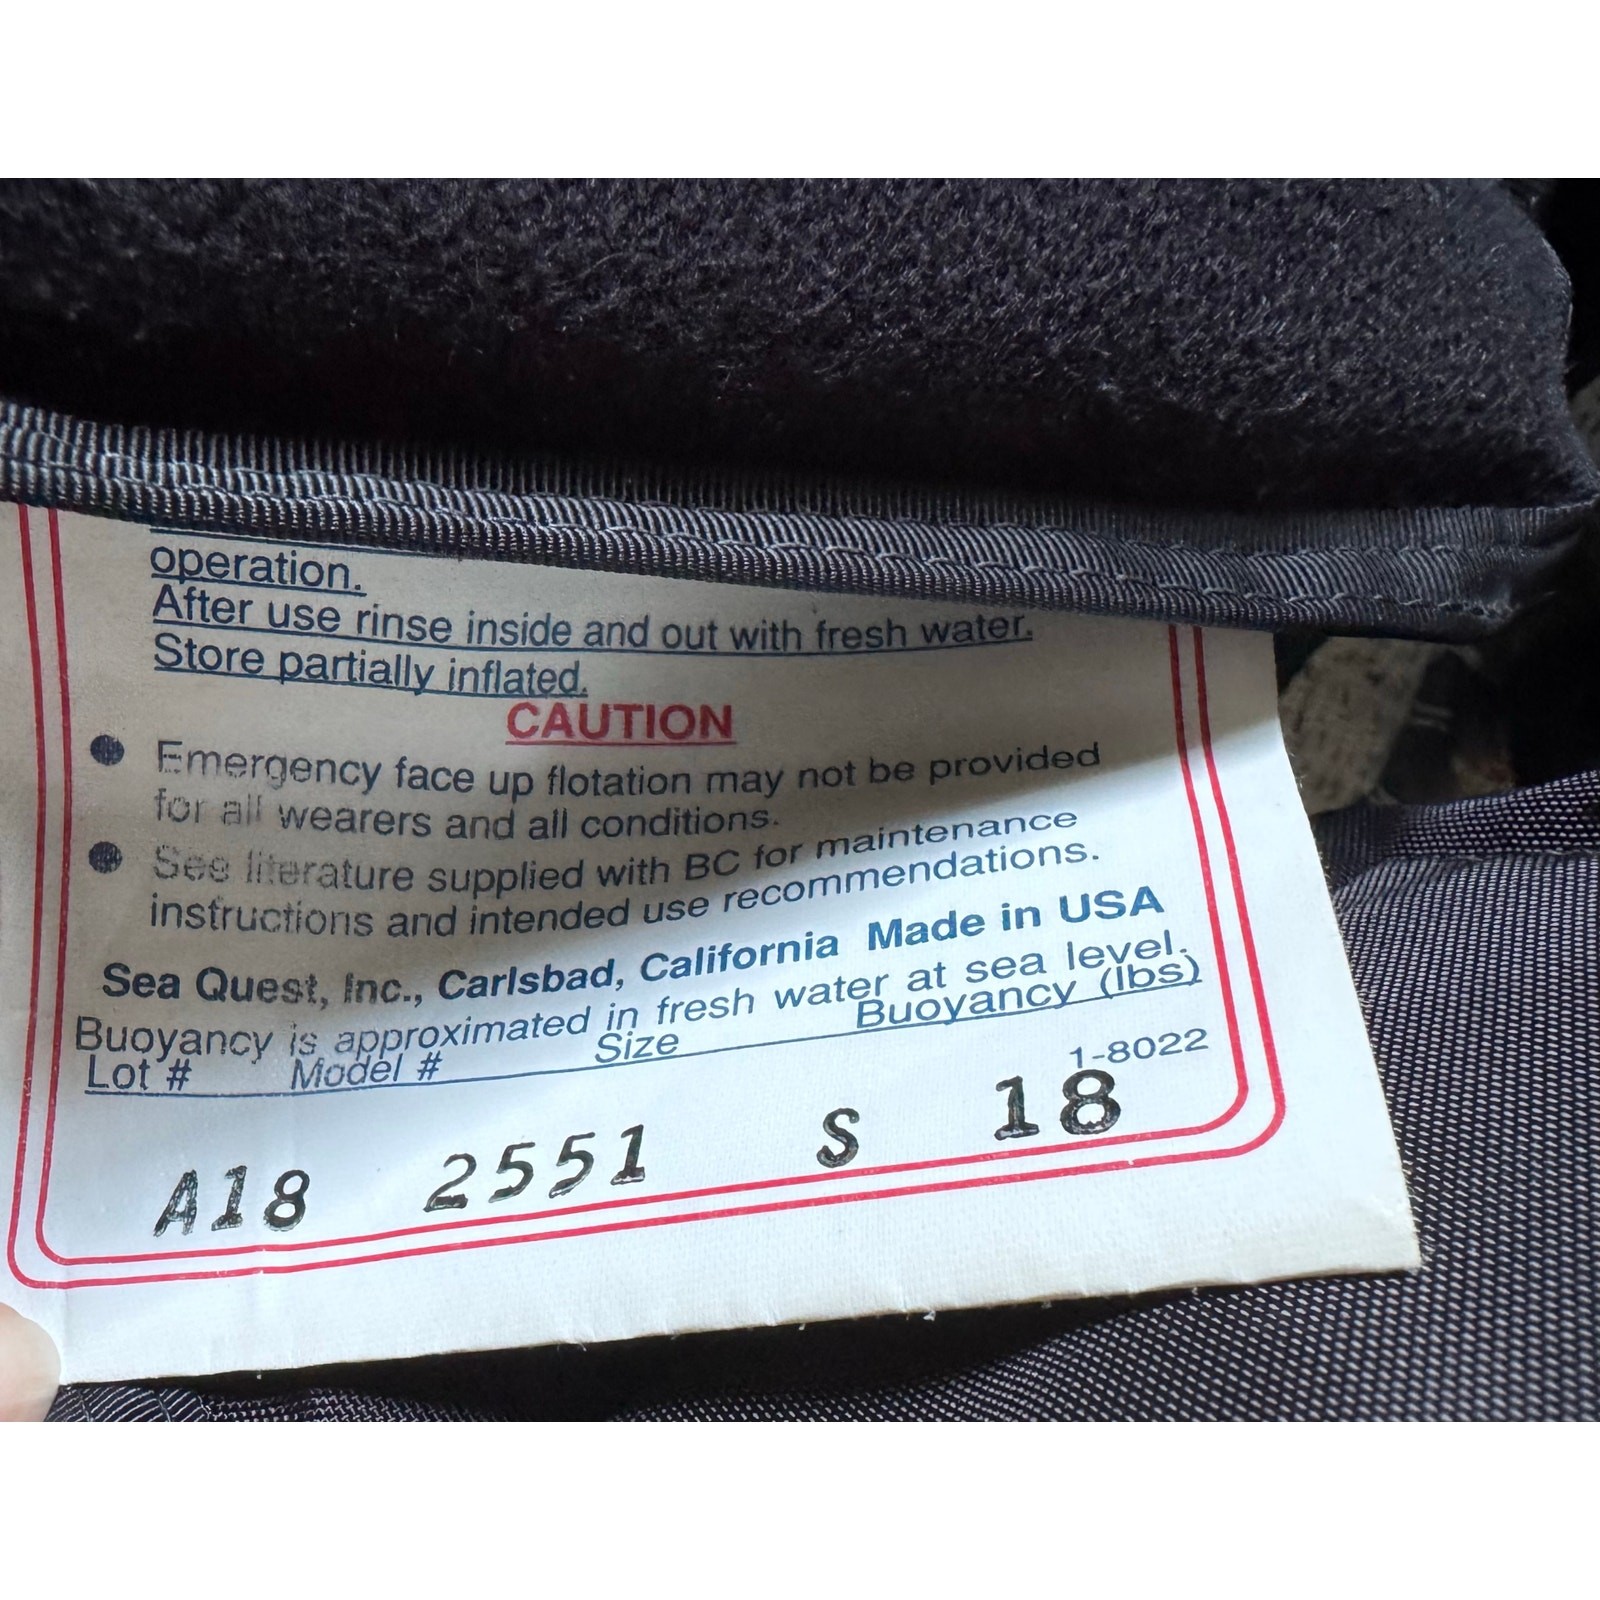 operation.
After use rinse inside and out with fresh water.
Store partially inflated.
CAUTION
● Emergency face up flotation may not be provided
for all wearers and all conditions.
● See literature supplied with BC for maintenance
instructions and intended use recommendations.
Sea Quest, Inc., Carlsbad, California Made in USA
Buoyancy is approximated in fresh water at sea level.
Lot # Model # Size Buoyancy (lbs)
1-8022
A18 2551 S 18